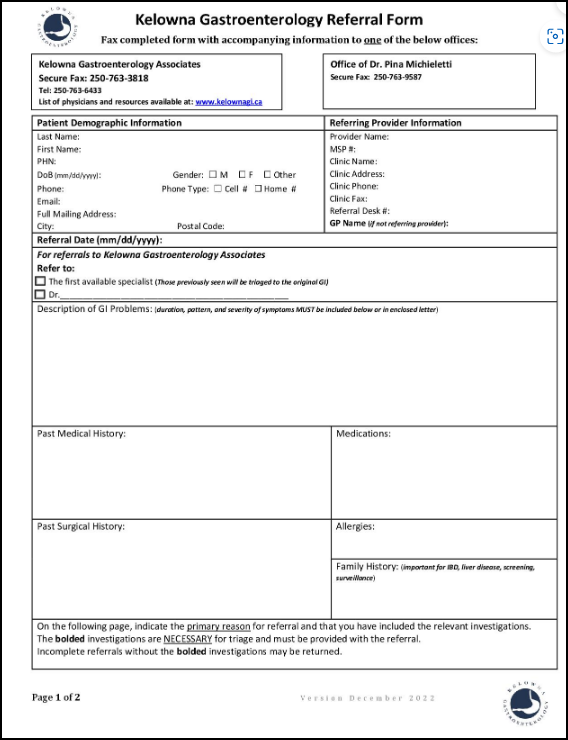 KELOWNA
GASTROENTEROLOGY
Kelowna Gastroenterology Referral Form
Fax completed form with accompanying information to one of the below offices:
Kelowna Gastroenterology Associates
Secure Fax: 250-763-3818
Tel: 250-763-6433
List of physicians and resources available at: www.kelownagi.ca
Office of Dr. Pina Michieletti
Secure Fax: 250-763-9587
Patient Demographic Information
Last Name:
First Name:
PHN:
DoB (mm/dd/yyyy): Gender: ☐ M ☐ F ☐ Other
Phone: Phone Type: ☐ Cell # ☐ Home #
Email:
Full Mailing Address:
City: Postal Code:
Referring Provider Information
Provider Name:
MSP #:
Clinic Name:
Clinic Address:
Clinic Phone:
Clinic Fax:
Referral Desk #:
GP Name (if not referring provider):
Referral Date (mm/dd/yyyy):
For referrals to Kelowna Gastroenterology Associates
Refer to:
☐ The first available specialist (Those previously seen will be triaged to the original GI)
☐ Dr.
Description of GI Problems: (duration, pattern, and severity of symptoms MUST be included below or in enclosed letter)
Past Medical History:
Medications:
Past Surgical History:
Allergies:
Family History: (important for IBD, liver disease, screening,
surveillance)
On the following page, indicate the primary reason for referral and that you have included the relevant investigations.
The bolded investigations are NECESSARY for triage and must be provided with the referral.
Incomplete referrals without the bolded investigations may be returned.
Page 1 of 2
Version December 2022
KELOWNA
GASTROENTEROLOGY